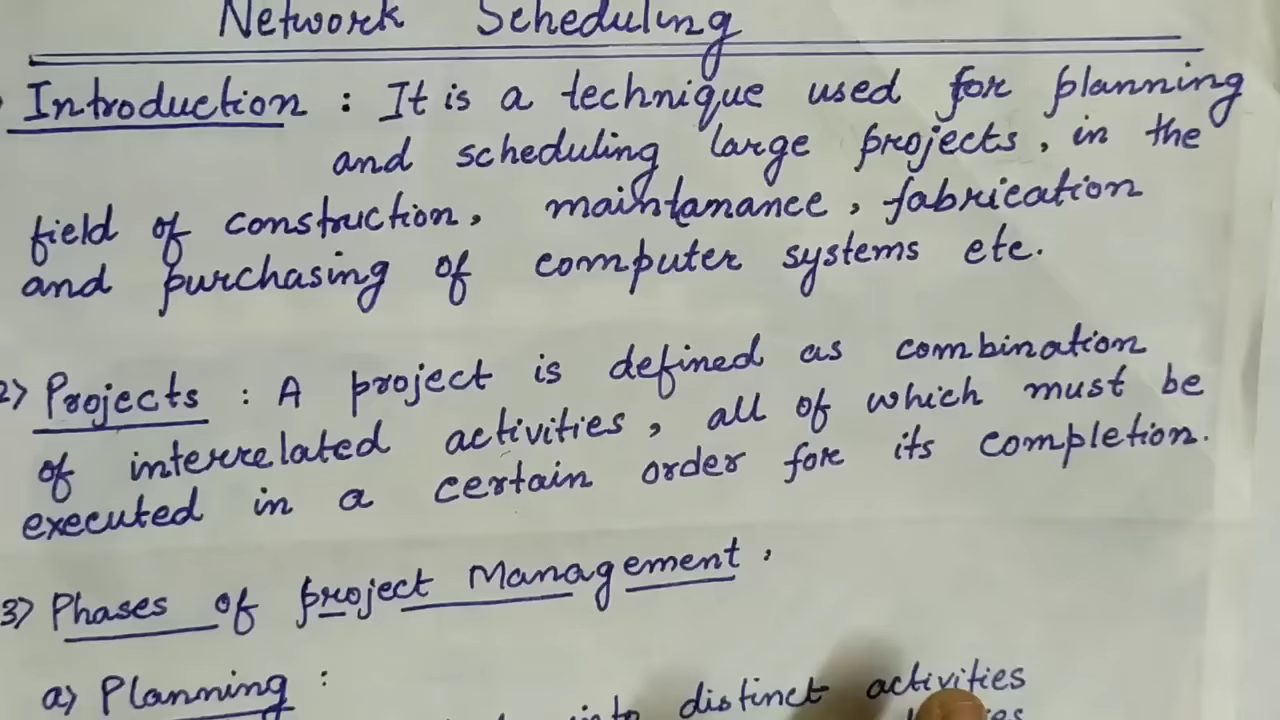 Network Scheduling
Introduction : It is a technique used for planning
and scheduling large projects, in the
field of construction, maintamance, fabrication
and purchasing of computer systems etc.
2) Projects : A project is defined as combination
of interrelated activities, all of which must be
executed in a certain order for its completion.
3) Phases of project Management,
a) Planning :
into distinct activities